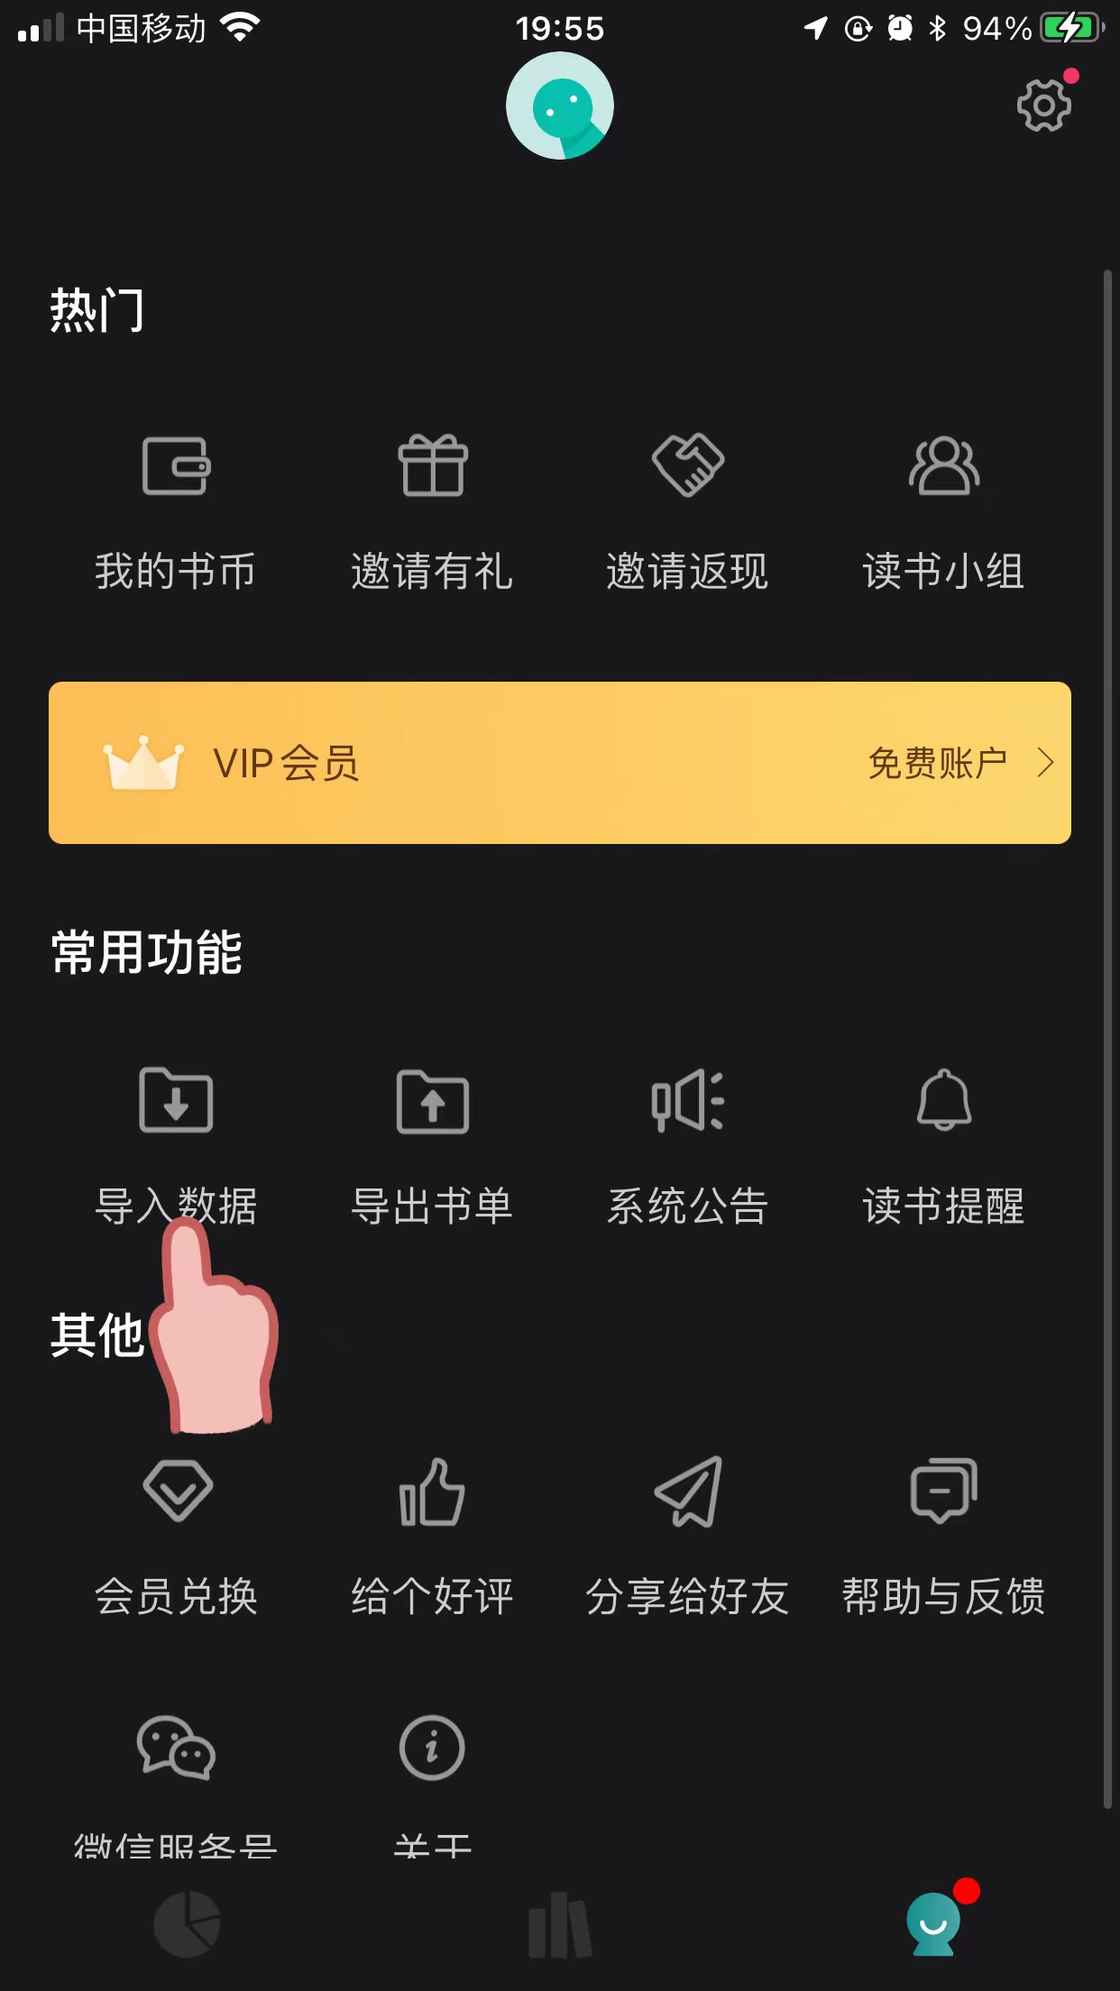 中国移动 19:55 94%
热门
我的书币 邀请有礼 邀请返现 读书小组
VIP会员 免费账户
常用功能
导入数据 导出书单 系统公告 读书提醒
其他
会员兑换 给个好评 分享给好友 帮助与反馈
微信服务号 关于